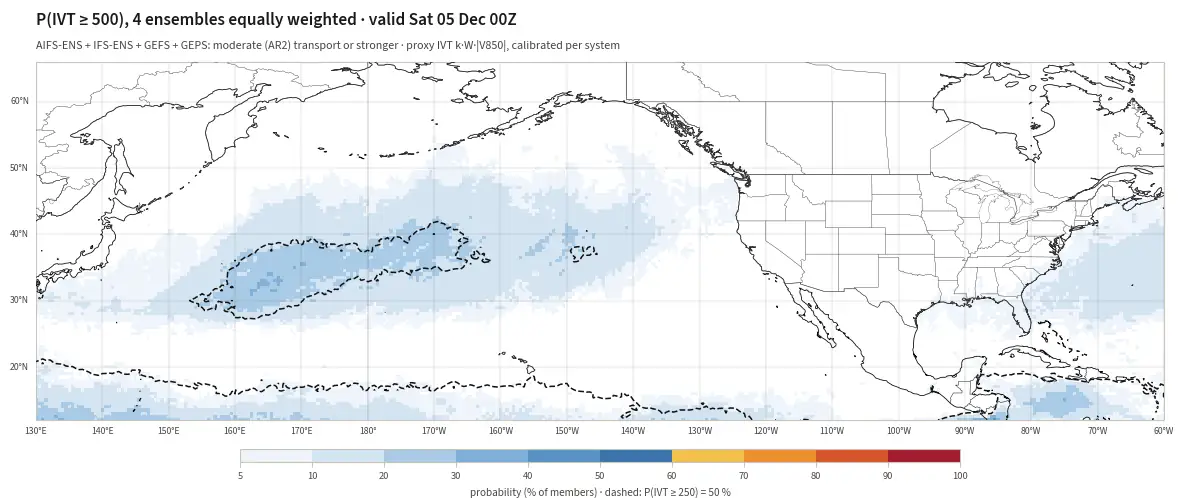 P(IVT ≥ 500), 4 ensembles equally weighted · valid Sat 05 Dec 00Z
AIFS-ENS + IFS-ENS + GEFS + GEPS: moderate (AR2) transport or stronger · proxy IVT k·W·|V850|, calibrated per system
60°N
50°N
40°N
30°N
20°N
130°E 140°E 150°E 160°E 170°E 180° 170°W 160°W 150°W 140°W 130°W 120°W 110°W 100°W 90°W 80°W 70°W 60°W
5 10 20 30 40 50 60 70 80 90 100
probability (% of members) · dashed: P(IVT ≥ 250) = 50 %